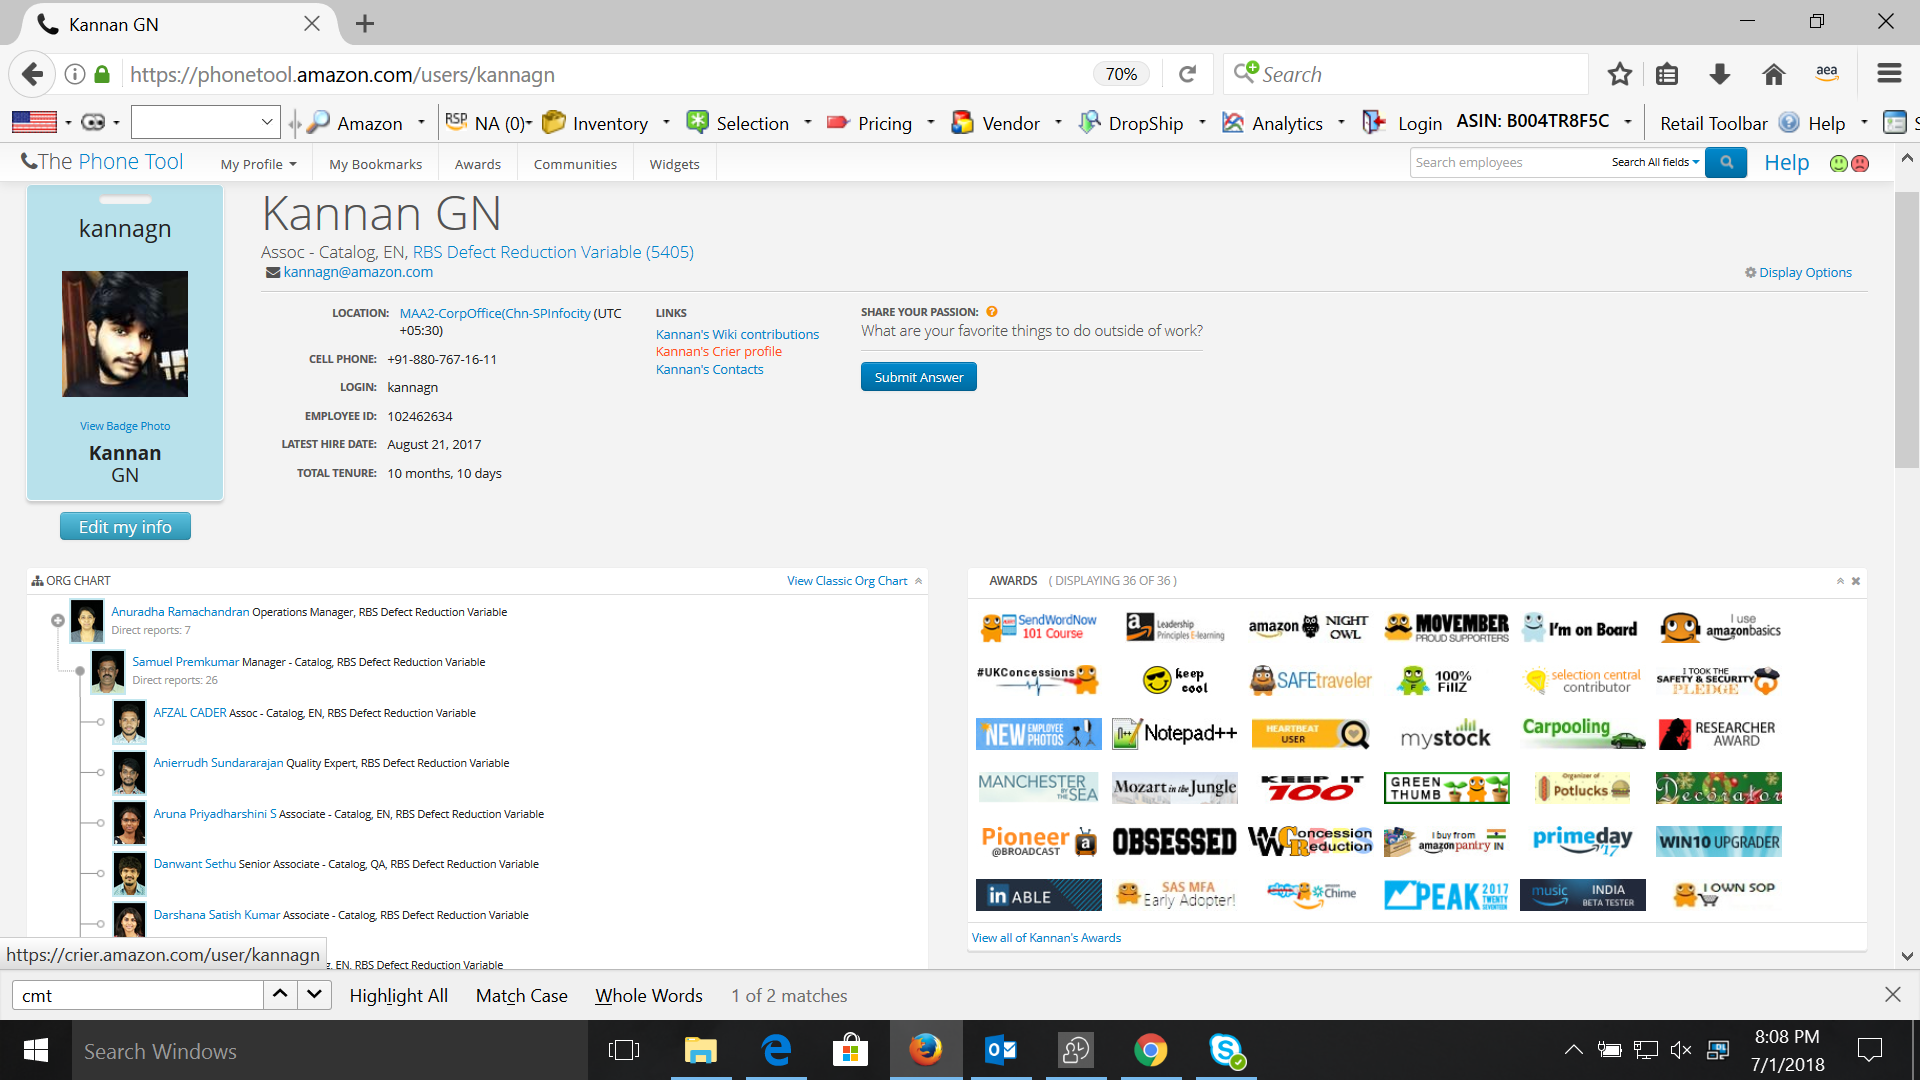 Kannan GN
https://phonetool.amazon.com/users/kannagn
70%
Search
Amazon
RSP NA (0)
Inventory
Selection
Pricing
Vendor
DropShip
Analytics
Login
ASIN: B004TR8F5C
Retail Toolbar
Help
The Phone Tool
My Profile
My Bookmarks
Awards
Communities
Widgets
Search employees
Search All fields
Help
kannagn
View Badge Photo
Kannan
GN
Edit my info
Kannan GN
Assoc - Catalog, EN, RBS Defect Reduction Variable (5405)
kannagn@amazon.com
Display Options
LOCATION: MAA2-CorpOffice(Chn-SPInfocity (UTC
+05:30)
CELL PHONE: +91-880-767-16-11
LOGIN: kannagn
EMPLOYEE ID: 102462634
LATEST HIRE DATE: August 21, 2017
TOTAL TENURE: 10 months, 10 days
LINKS
Kannan's Wiki contributions
Kannan's Crier profile
Kannan's Contacts
SHARE YOUR PASSION:
What are your favorite things to do outside of work?
Submit Answer
ORG CHART
View Classic Org Chart
Anuradha Ramachandran Operations Manager, RBS Defect Reduction Variable
Direct reports: 7
Samuel Premkumar Manager - Catalog, RBS Defect Reduction Variable
Direct reports: 26
AFZAL CADER Assoc - Catalog, EN, RBS Defect Reduction Variable
Anierrudh Sundararajan Quality Expert, RBS Defect Reduction Variable
Aruna Priyadharshini S Associate - Catalog, EN, RBS Defect Reduction Variable
Danwant Sethu Senior Associate - Catalog, QA, RBS Defect Reduction Variable
Darshana Satish Kumar Associate - Catalog, RBS Defect Reduction Variable
EN, RBS Defect Reduction Variable
AWARDS ( DISPLAYING 36 OF 36 )
SendWordNow
101 Course
Leadership
Principles E-learning
amazon NIGHT
OWL
MOVEMBER
PROUD SUPPORTERS
I'm on Board
I use
amazonbasics
#UKConcessions
keep
cool
SAFEtraveler
100%
FillZ
selection central
contributor
I TOOK THE
SAFETY & SECURITY
PLEDGE
NEW EMPLOYEE
PHOTOS
Notepad++
HEARTBEAT
USER
mystock
Carpooling
RESEARCHER
AWARD
MANCHESTER
BY THE SEA
Mozart in the Jungle
KEEP IT
100
GREEN
THUMB
Organizer of
Potlucks
Decorator
Pioneer
@BROADCAST
OBSESSED
Concession
Reduction
I buy from
amazon pantry IN
primeday
'17
WIN10 UPGRADER
in ABLE
SAS MFA
Early Adopter!
Chime
PEAK 2017
TWENTY
SEVENTEEN
music INDIA
BETA TESTER
I OWN SOP
View all of Kannan's Awards
https://crier.amazon.com/user/kannagn
cmt
Highlight All
Match Case
Whole Words
1 of 2 matches
Search Windows
8:08 PM
7/1/2018